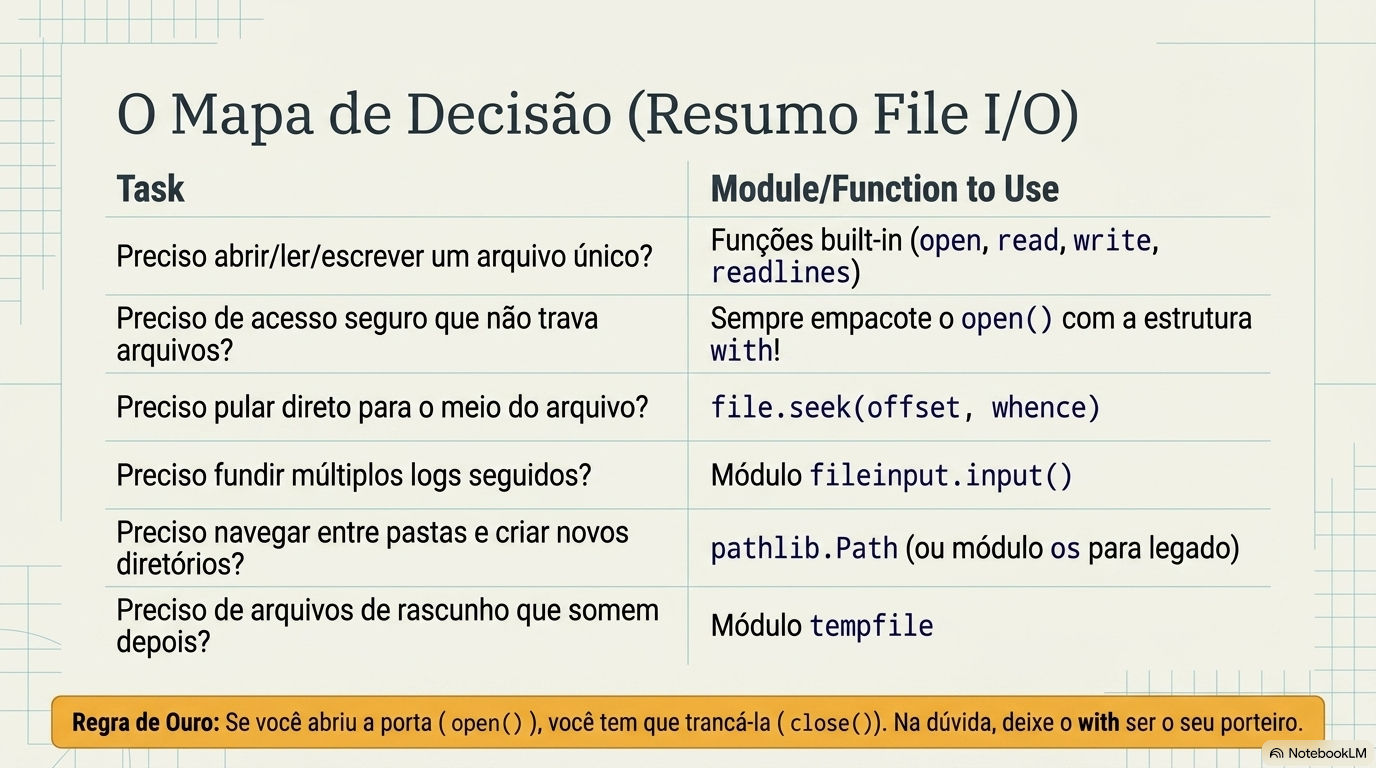 O Mapa de Decisão (Resumo File I/O)
Task
Module/Function to Use
Preciso abrir/ler/escrever um arquivo único?
Funções built-in (open, read, write,
readlines)
Preciso de acesso seguro que não trava
arquivos?
Sempre empacote o open() com a estrutura
with!
Preciso pular direto para o meio do arquivo?
file.seek(offset, whence)
Preciso fundir múltiplos logs seguidos?
Módulo fileinput.input()
Preciso navegar entre pastas e criar novos
diretórios?
pathlib.Path (ou módulo os para legado)
Preciso de arquivos de rascunho que somem
depois?
Módulo tempfile
Regra de Ouro: Se você abriu a porta ( open() ), você tem que trancá-la ( close()). Na dúvida, deixe o with ser o seu porteiro.
NotebookLM